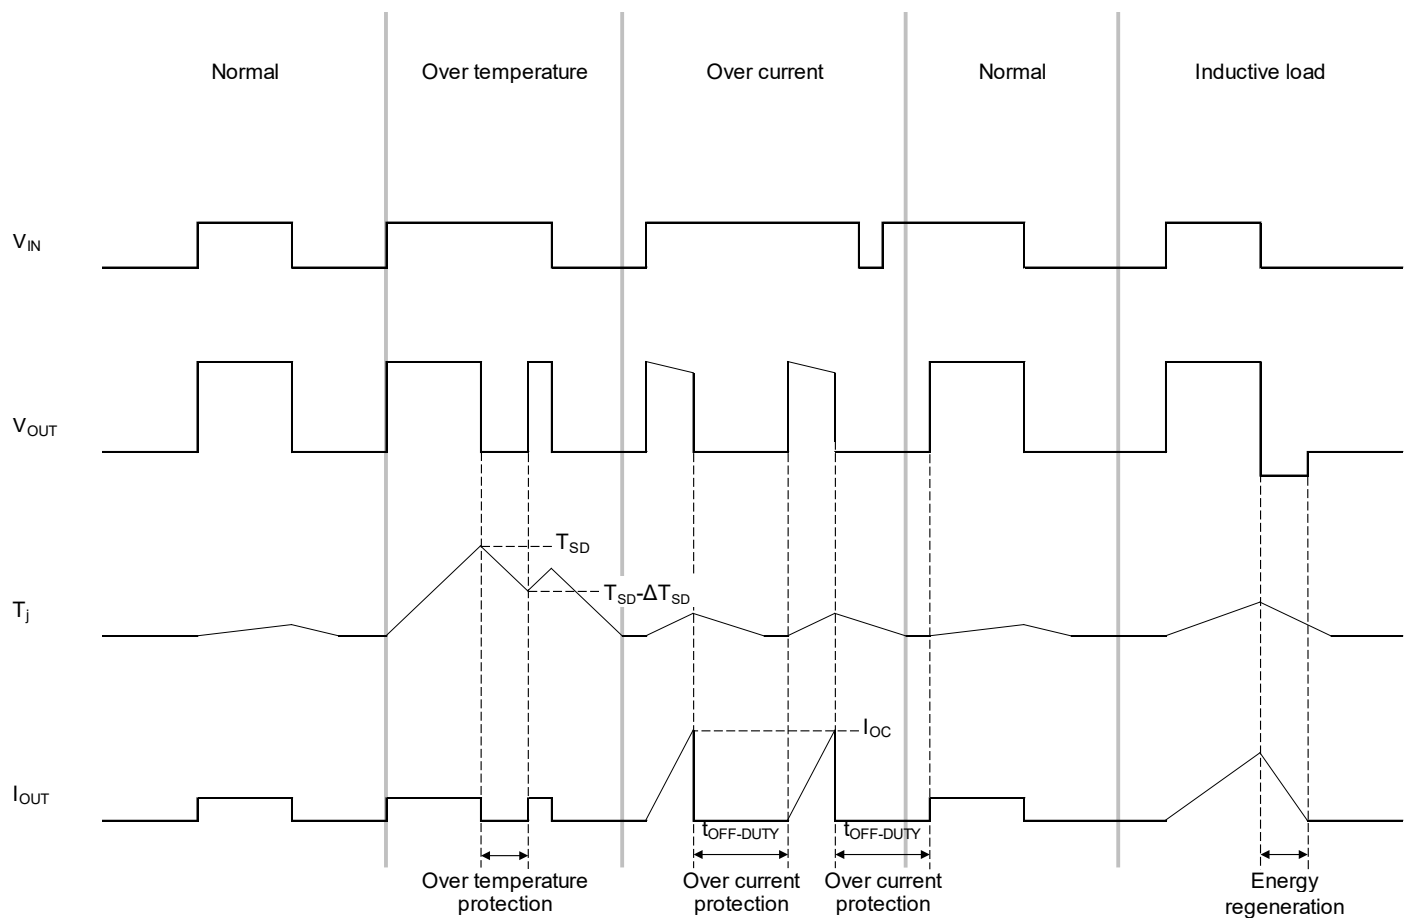 Normal
Over temperature
Over current
Normal
Inductive load
VIN
VOUT
TSD
TSD-ΔTSD
Tj
IOC
IOUT
tOFF-DUTY
tOFF-DUTY
Over temperature
protection
Over current
protection
Over current
protection
Energy
regeneration